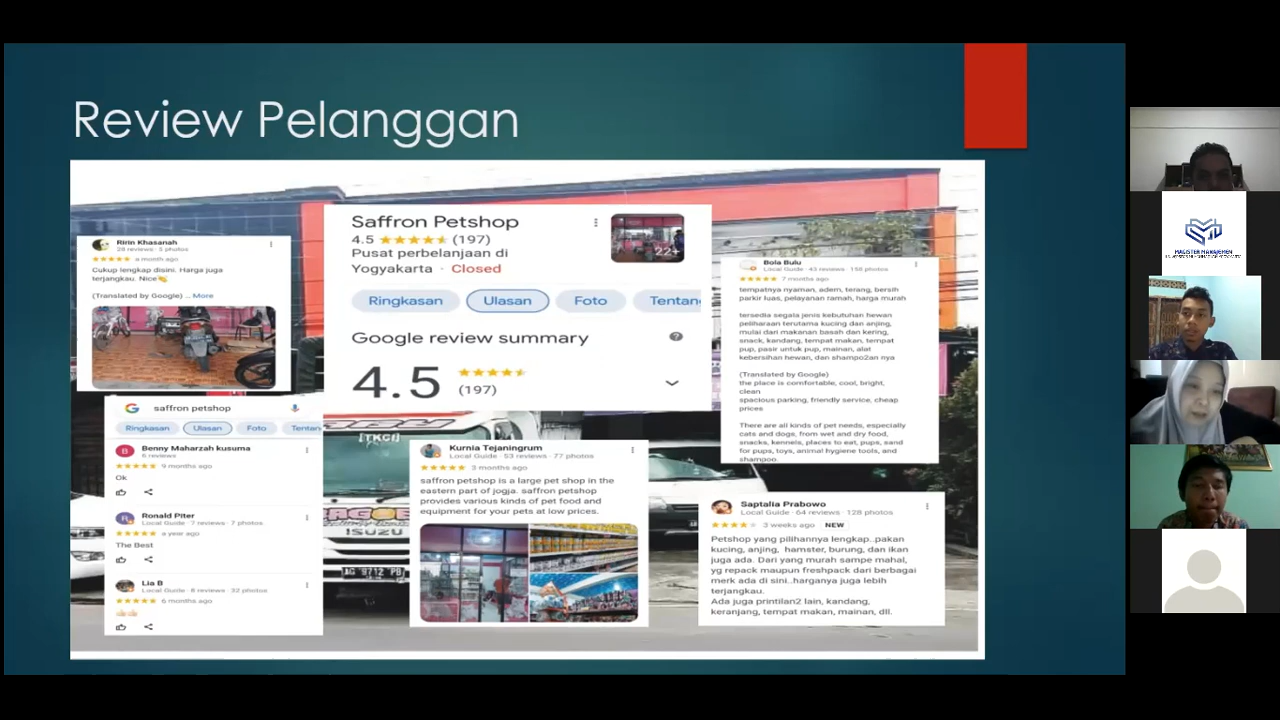 Review Pelanggan
Ririn Khasanah
28 reviews · 5 photos
a month ago
Cukup lengkap disini. Harga juga
terjangkau. Nice👏
(Translated by Google) ... More
Saffron Petshop
4.5 (197)
Pusat perbelanjaan di
Yogyakarta · Closed
22+
Ringkasan Ulasan Foto Tentang
Google review summary
4.5
(197)
Bola Bulu
Local Guide · 43 reviews · 158 photos
7 months ago
tempatnya nyaman, adem, terang, bersih
parkir luas, pelayanan ramah, harga murah
tersedia segala jenis kebutuhan hewan
peliharaan terutama kucing dan anjing,
mulai dari makanan basah dan kering,
snack, kandang, tempat makan, tempat
pup, pasir untuk pup, mainan, alat
kebersihan hewan, dan shampo2an nya
(Translated by Google)
the place is comfortable, cool, bright,
clean
spacious parking, friendly service, cheap
prices
There are all kinds of pet needs, especially
cats and dogs, from wet and dry food,
snacks, kennels, places to eat, pups, sand
for pups, toys, animal hygiene tools, and
shampoo.
saffron petshop
Ringkasan Ulasan Foto Tentan
Benny Maharzah kusuma
6 reviews
9 months ago
Ok
Ronald Piter
Local Guide · 7 reviews · 7 photos
a year ago
The Best
Lia B
Local Guide · 8 reviews · 32 photos
6 months ago
👍👍
[TKCI]
ISUZU
AG 9712 PB
Kurnia Tejaningrum
Local Guide · 53 reviews · 77 photos
3 months ago
saffron petshop is a large pet shop in the
eastern part of jogja. saffron petshop
provides various kinds of pet food and
equipment for your pets at low prices.
Saptalia Prabowo
Local Guide · 64 reviews · 128 photos
3 weeks ago NEW
Petshop yang pilihannya lengkap..pakan
kucing, anjing, hamster, burung, dan ikan
juga ada. Dari yang murah sampe mahal,
yg repack maupun freshpack dari berbagai
merk ada di sini..harganya juga lebih
terjangkau.
Ada juga printilan2 lain, kandang,
keranjang, tempat makan, mainan, dll.
MAGISTER MANAJEMEN